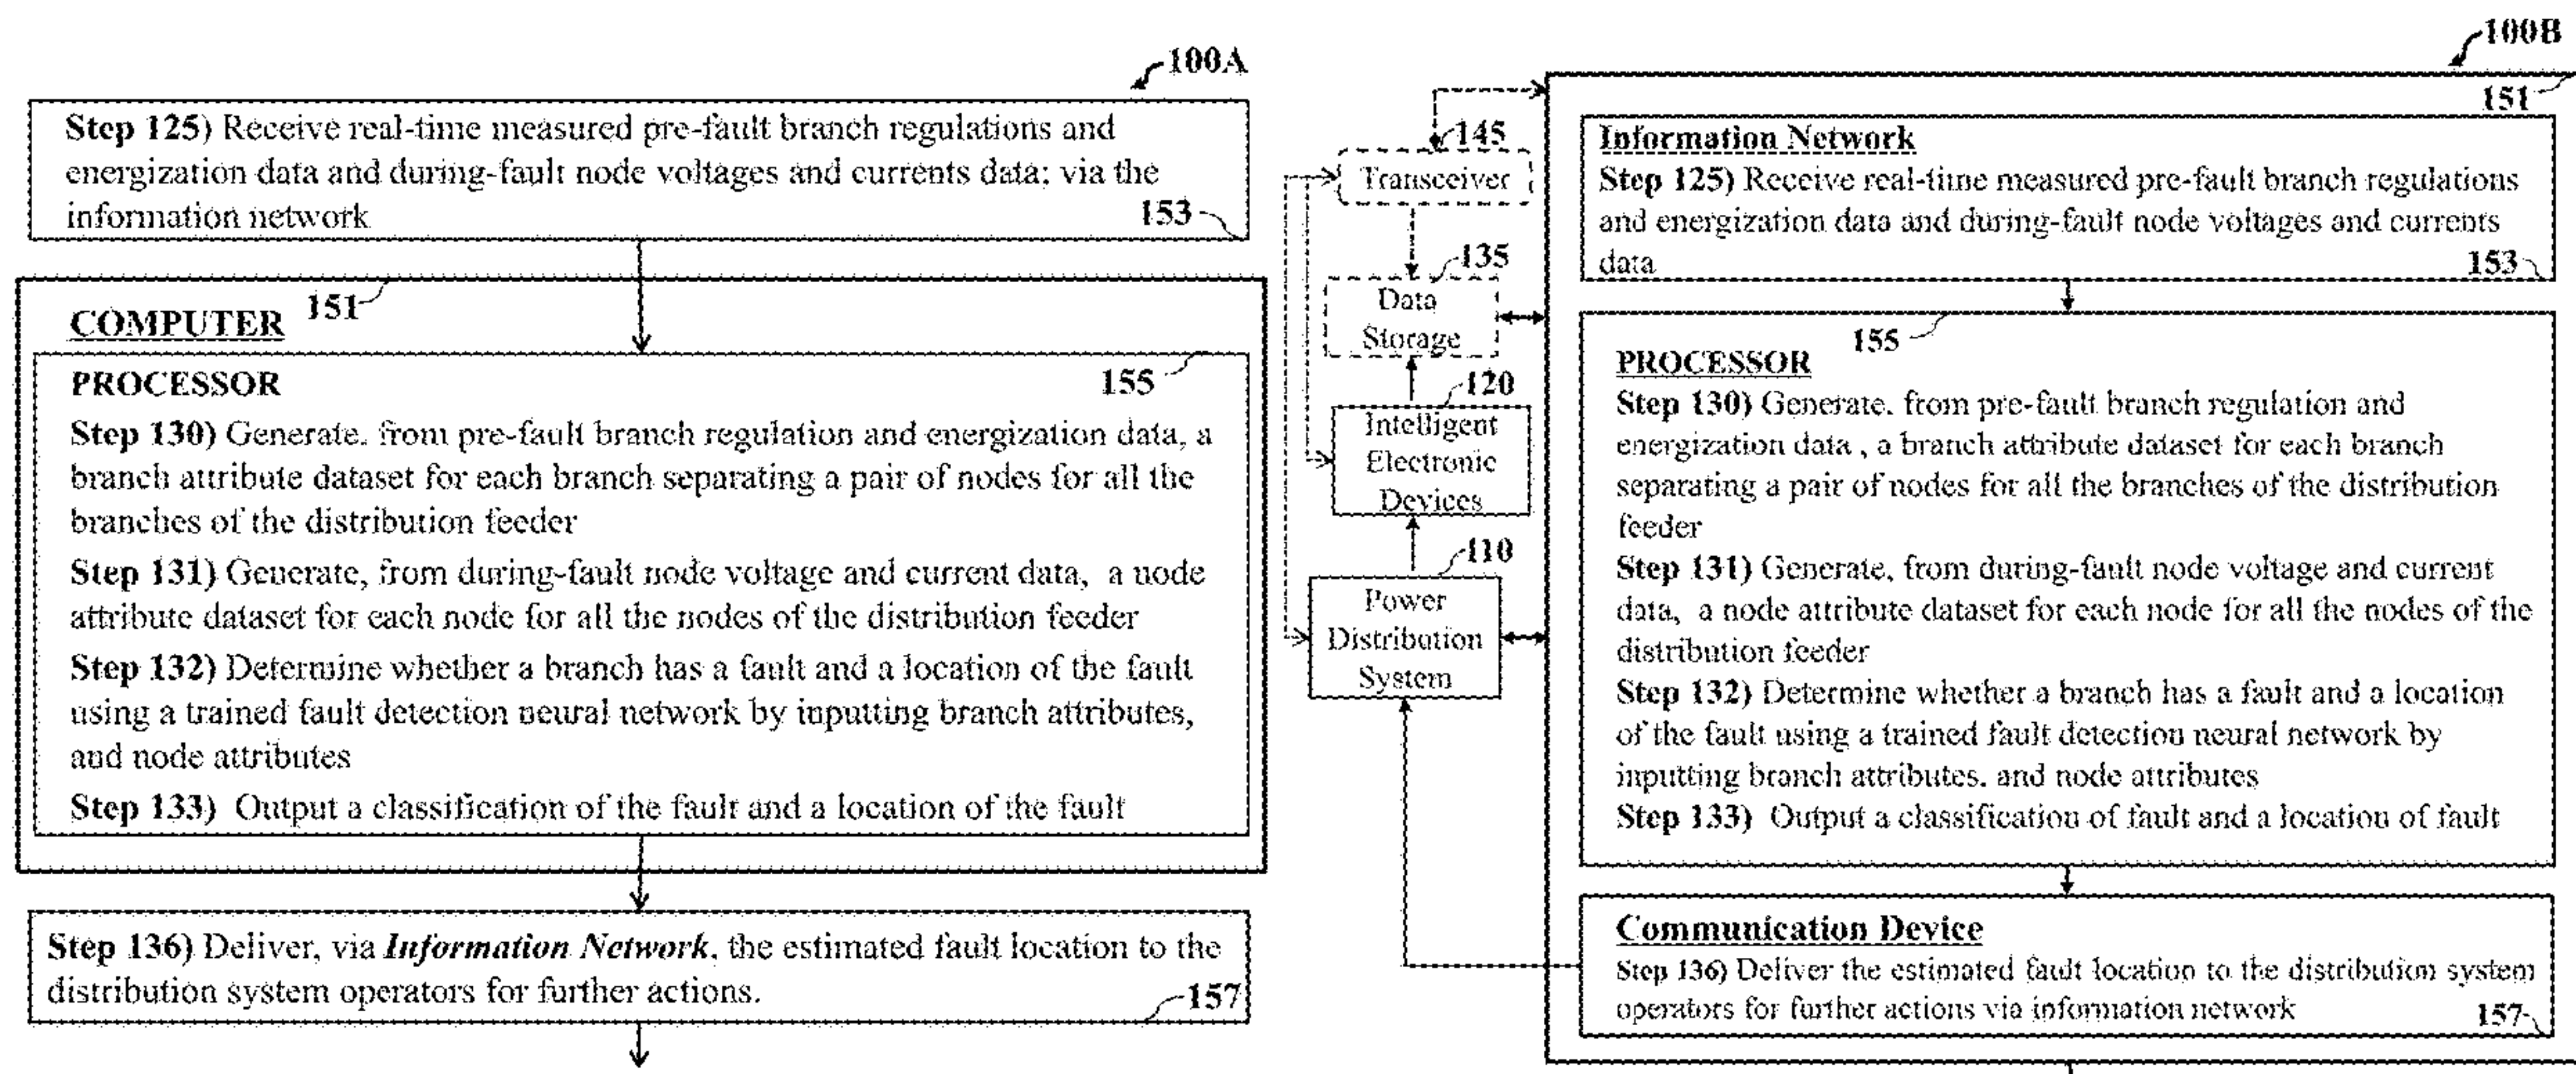 100A
Step 125) Receive real-time measured pre-fault branch regulations and
energization data and during-fault node voltages and currents data; via the
information network
153
COMPUTER 151
PROCESSOR 155
Step 130) Generate. from pre-fault branch regulation and energization data, a
branch attribute dataset for each branch separating a pair of nodes for all the
branches of the distribution feeder
Step 131) Generate, from during-fault node voltage and current data, a node
attribute dataset for each node for all the nodes of the distribution feeder
Step 132) Determine whether a branch has a fault and a location of the fault
using a trained fault detection neural network by inputting branch attributes,
and node attributes
Step 133) Output a classification of the fault and a location of the fault
Step 136) Deliver, via Information Network, the estimated fault location to the
distribution system operators for further actions.
157
145
Transceiver
135
Data
Storage
120
Intelligent
Electronic
Devices
110
Power
Distribution
System
100B
151
Information Network
Step 125) Receive real-time measured pre-fault branch regulations
and energization data and during-fault node voltages and currents
data
153
155
PROCESSOR
Step 130) Generate. from pre-fault branch regulation and
energization data , a branch attribute dataset for each branch
separating a pair of nodes for all the branches of the distribution
feeder
Step 131) Generate, from during-fault node voltage and current
data, a node attribute dataset for each node for all the nodes of the
distribution feeder
Step 132) Determine whether a branch has a fault and a location
of the fault using a trained fault detection neural network by
inputting branch attributes. and node attributes
Step 133) Output a classification of fault and a location of fault
Communication Device
Step 136) Deliver the estimated fault location to the distribution system
operators for further actions via information network
157